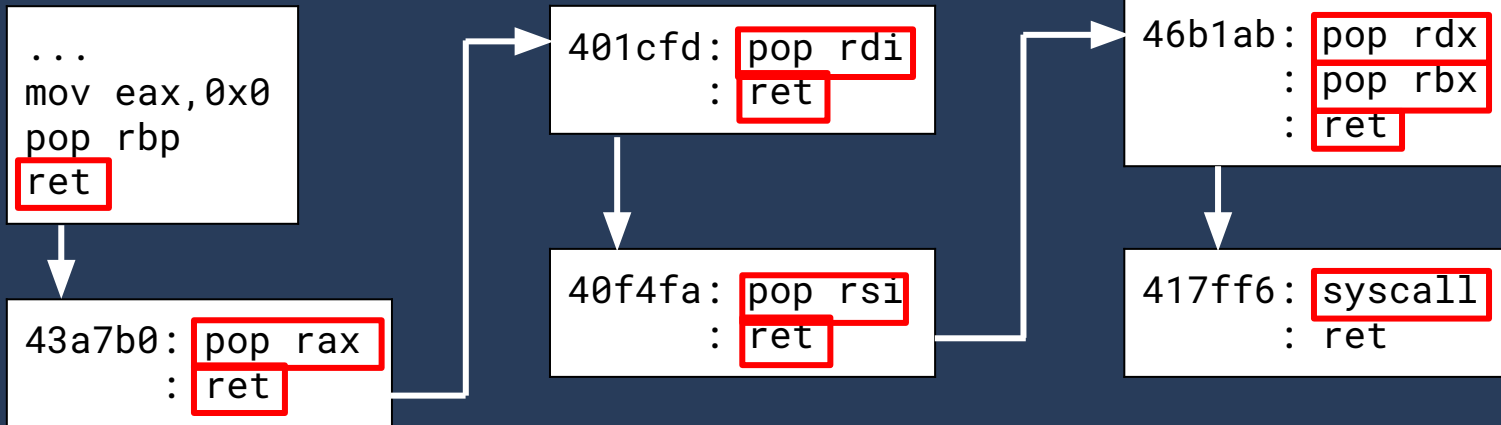 ...
mov eax,0x0
pop rbp
ret
43a7b0: pop rax
: ret
401cfd: pop rdi
: ret
40f4fa: pop rsi
: ret
46b1ab: pop rdx
: pop rbx
: ret
417ff6: syscall
: ret